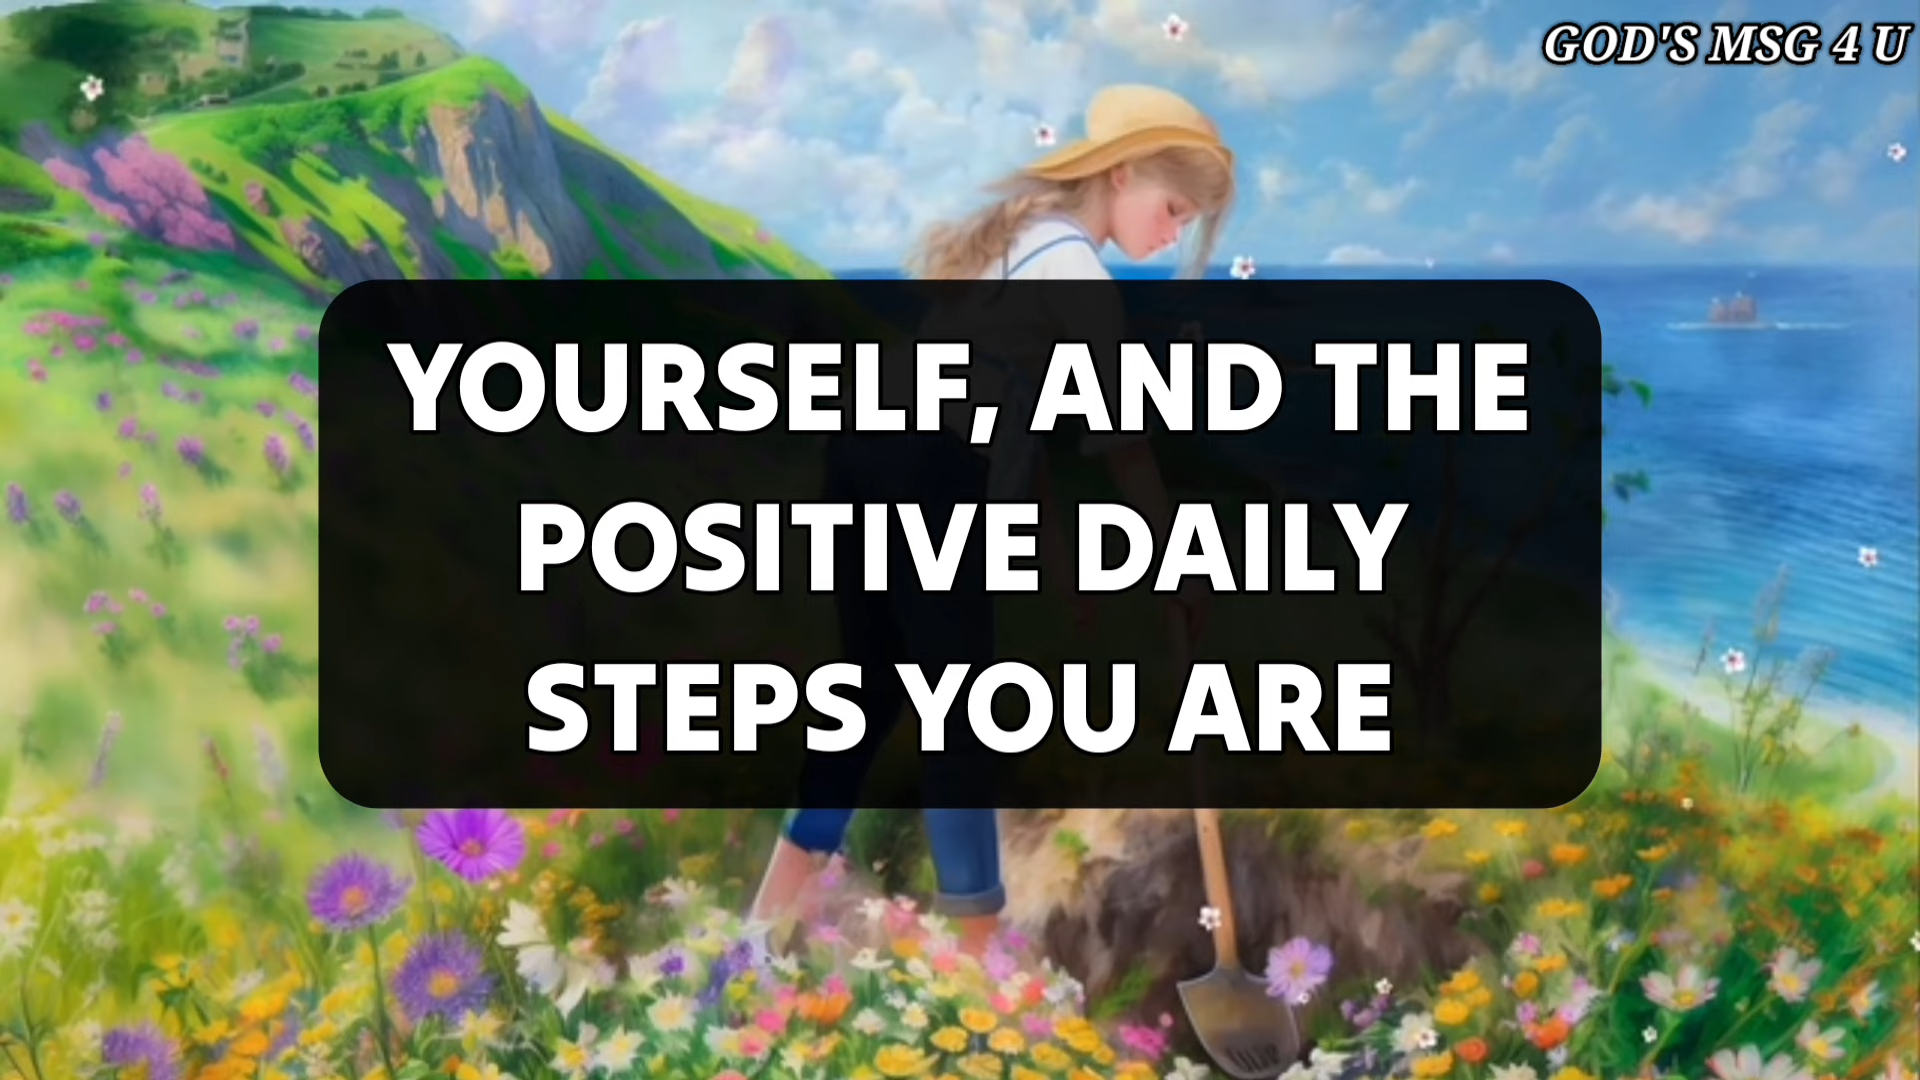 GOD'S MSG 4 U
YOURSELF, AND THE
POSITIVE DAILY
STEPS YOU ARE